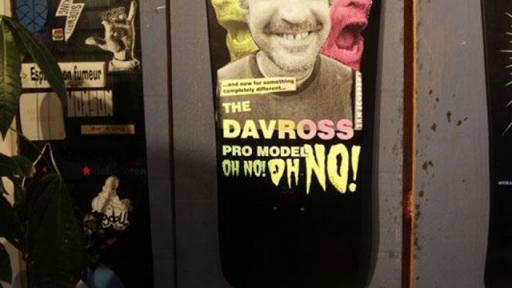 Espace non fumeur
...and now for something
completely different...
THE
DAVROSS
PRO MODEL
OH NO! OH NO!